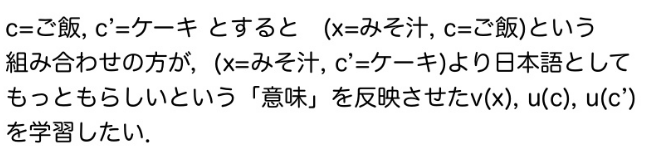 c=ご飯, c’=ケーキ とすると (x=みそ汁, c=ご飯)という
組み合わせの方が, (x=みそ汁, c’=ケーキ)より日本語として
もっともらしいという「意味」を反映させたv(x), u(c), u(c’)
を学習したい.